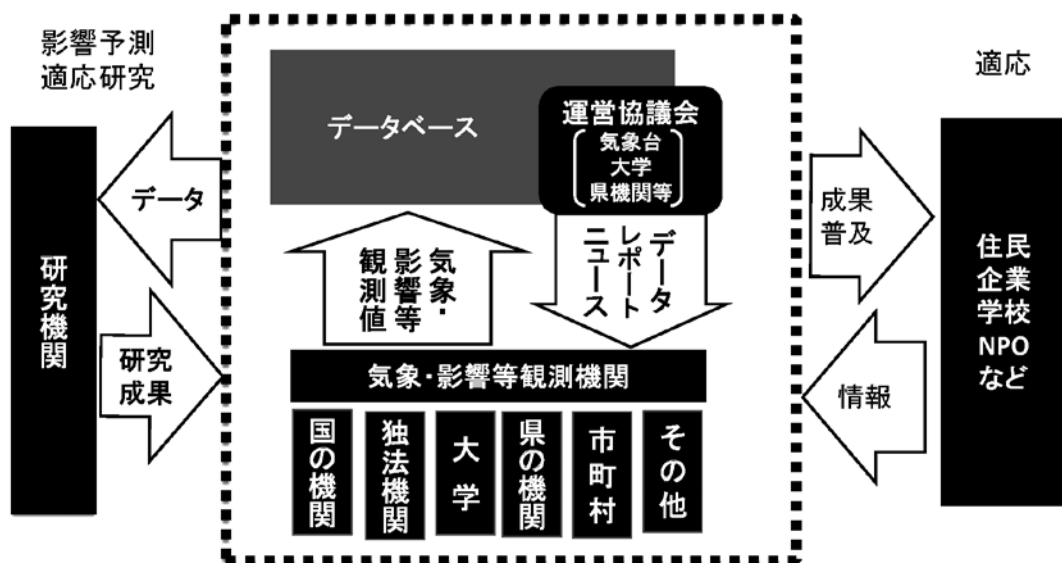 影響予測
適応研究
研究機関
データ
研究
成果
データベース
運営協議会
気象台
大学
県機関等
気象・
影響等
観測値
データ
レポート
ニュース
気象・影響等観測機関
国の機関
独法機関
大学
県の機関
市町村
その他
適応
成果
普及
情報
住民
企業
学校
NPO
など